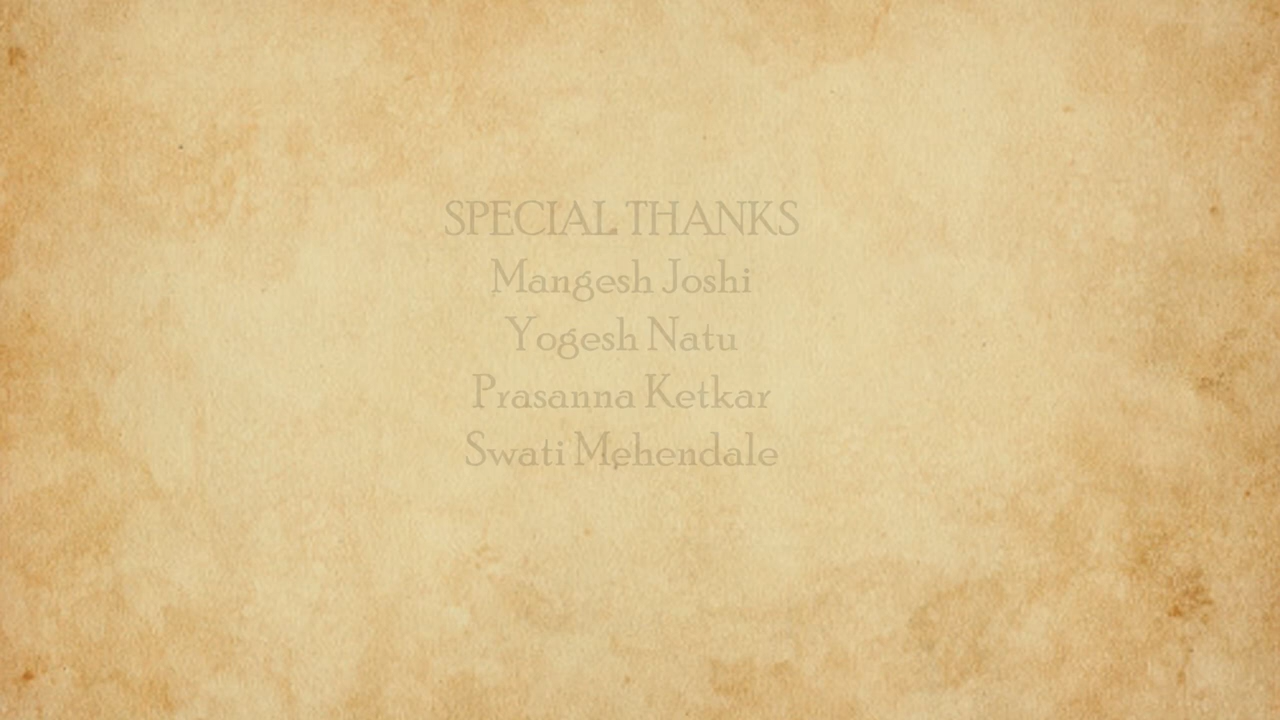 SPECIAL THANKS
Mangesh Joshi
Yogesh Natu
Prasanna Ketkar
Swati Mehendale